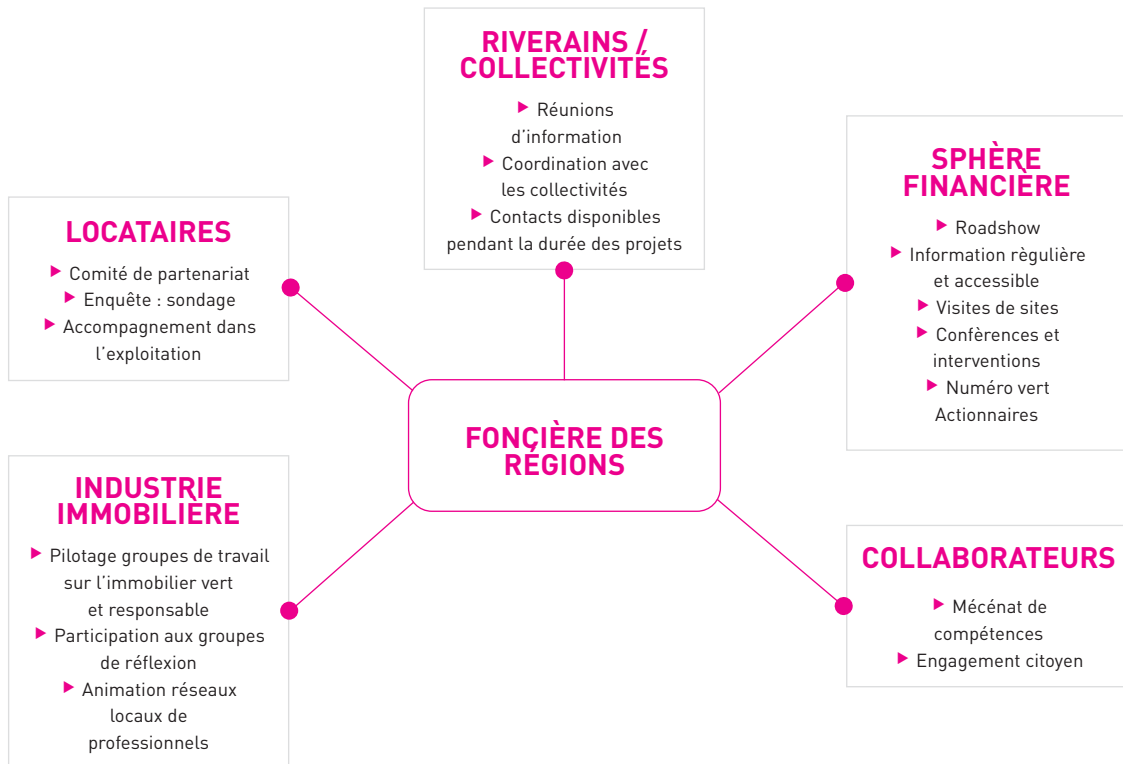 RIVERAINS /
COLLECTIVITÉS
▶ Réunions
d'information
▶ Coordination avec
les collectivités
▶ Contacts disponibles
pendant la durée des projets
SPHÈRE
FINANCIÈRE
▶ Roadshow
▶ Information règulière
et accessible
▶ Visites de sites
▶ Confèrences et
interventions
▶ Numéro vert
Actionnaires
LOCATAIRES
▶ Comité de partenariat
▶ Enquête : sondage
▶ Accompagnement dans
l'exploitation
FONCIÈRE DES
RÉGIONS
INDUSTRIE
IMMOBILIÈRE
▶ Pilotage groupes de travail
sur l'immobilier vert
et responsable
▶ Participation aux groupes
de réflexion
▶ Animation réseaux
locaux de
professionnels
COLLABORATEURS
▶ Mécénat de
compétences
▶ Engagement citoyen